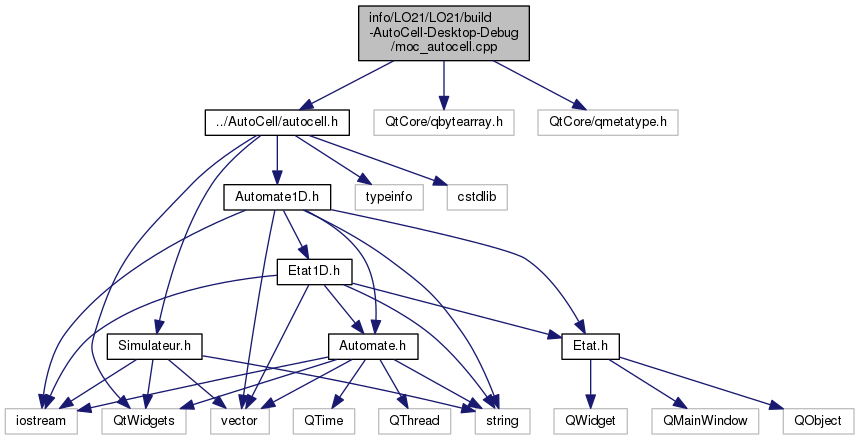 info/LO21/LO21/build
-AutoCell-Desktop-Debug
/moc_autocell.cpp
../AutoCell/autocell.h
QtCore/qbytearray.h
QtCore/qmetatype.h
Automate1D.h
typeinfo
cstdlib
Etat1D.h
Simulateur.h
Automate.h
Etat.h
iostream
QtWidgets
vector
QTime
QThread
string
QWidget
QMainWindow
QObject